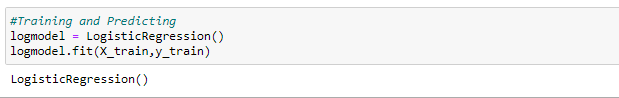 #Training and Predicting
logmodel = LogisticRegression()
logmodel.fit(X_train,y_train)
LogisticRegression()